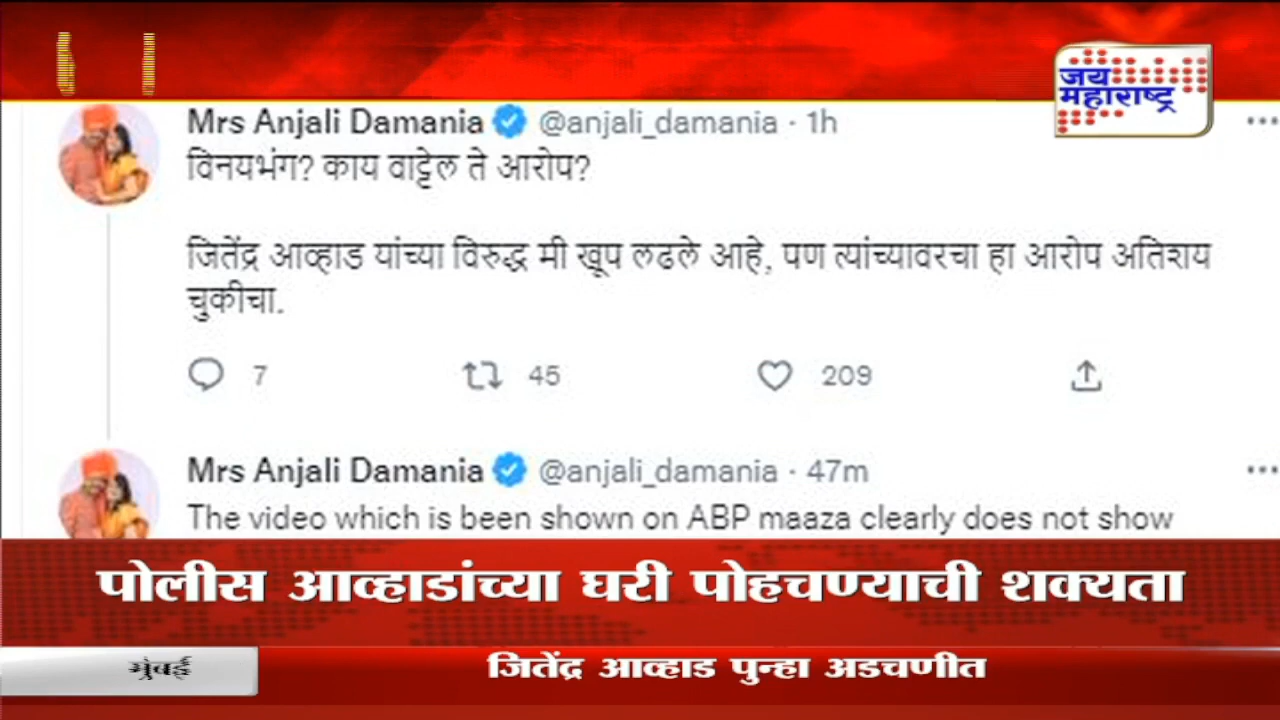 जय
महाराष्ट्र
Mrs Anjali Damania @anjali_damania · 1h
विनयभंग? काय वाट्टेल ते आरोप?
जितेंद्र आव्हाड यांच्या विरुद्ध मी खूप लढले आहे, पण त्यांच्यावरचा हा आरोप अतिशय
चुकीचा.
7 45 209
Mrs Anjali Damania @anjali_damania · 47m
The video which is been shown on ABP maaza clearly does not show
पोलीस आव्हाडांच्या घरी पोहचण्याची शक्यता
मुंबई
जितेंद्र आव्हाड पुन्हा अडचणीत